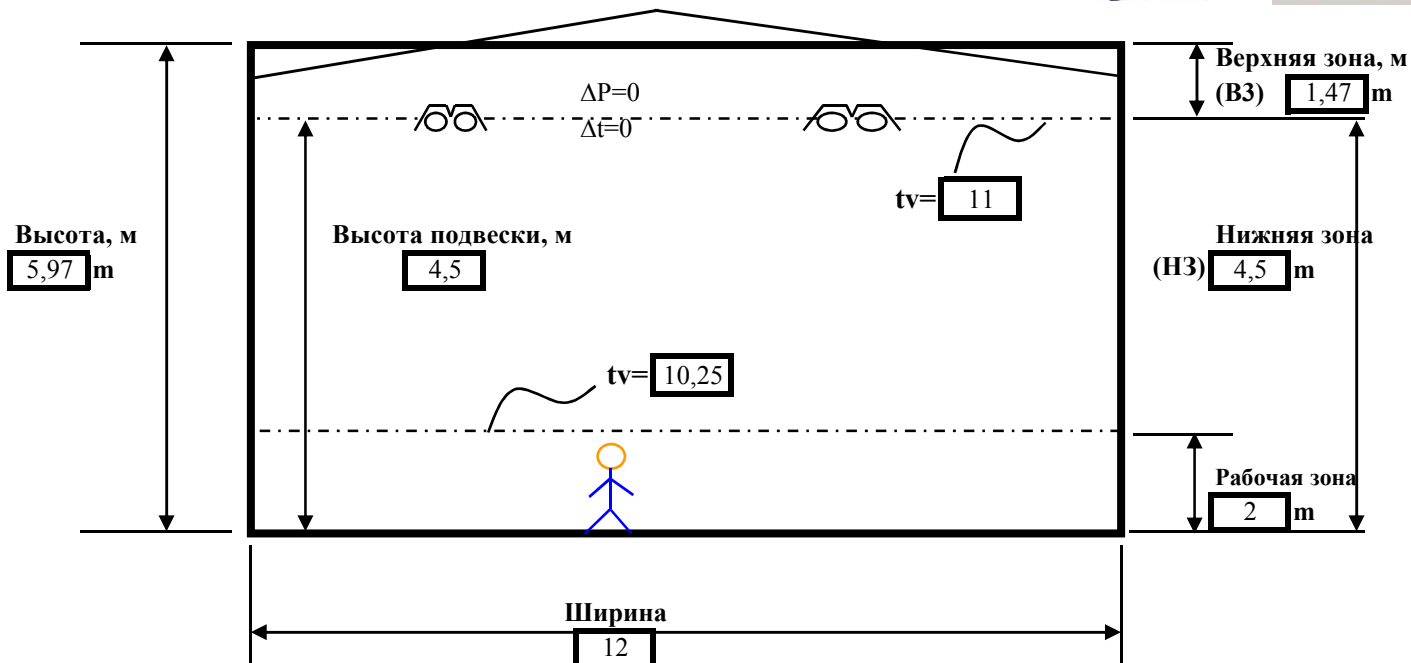 Верхняя зона, м
(ВЗ) 1,47 m
ΔP=0
Δt=0
tv= 11
Высота, м
5,97 m
Высота подвески, м
4,5
Нижняя зона
(НЗ) 4,5 m
tv= 10,25
Рабочая зона
2 m
Ширина
12